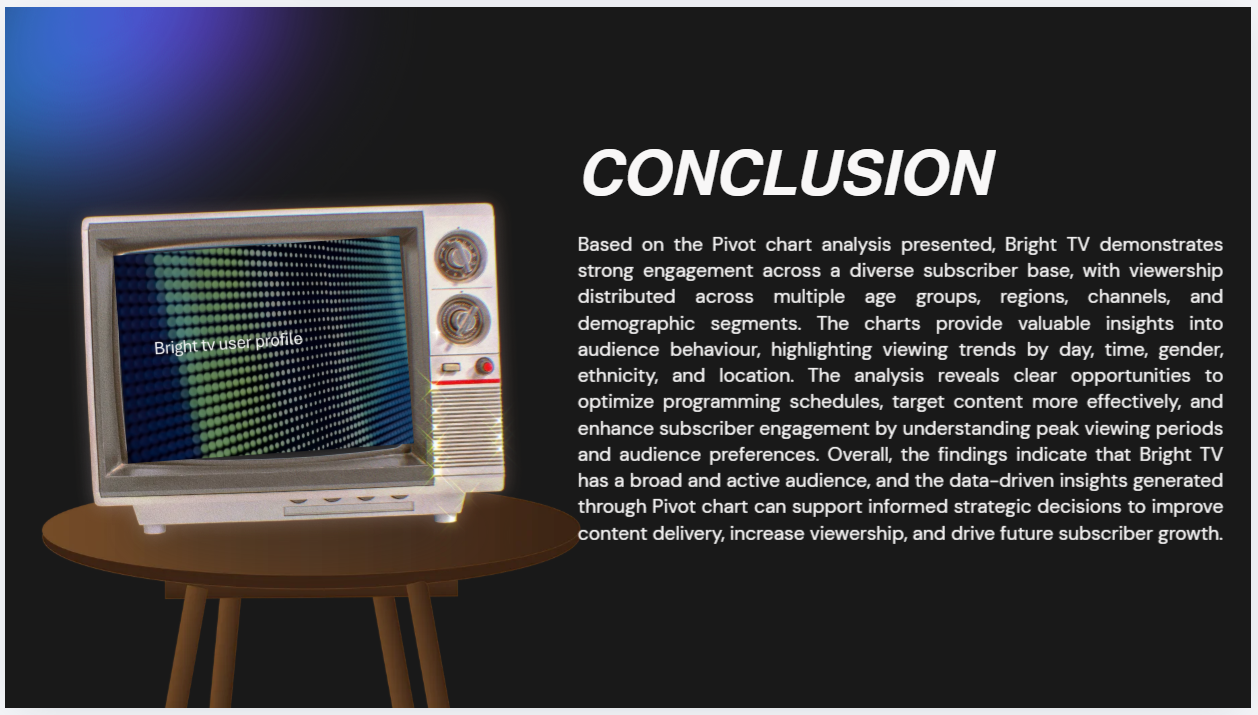 CONCLUSION
Bright tv user profile
Based on the Pivot chart analysis presented, Bright TV demonstrates
strong engagement across a diverse subscriber base, with viewership
distributed across multiple age groups, regions, channels, and
demographic segments. The charts provide valuable insights into
audience behaviour, highlighting viewing trends by day, time, gender,
ethnicity, and location. The analysis reveals clear opportunities to
optimize programming schedules, target content more effectively, and
enhance subscriber engagement by understanding peak viewing periods
and audience preferences. Overall, the findings indicate that Bright TV
has a broad and active audience, and the data-driven insights generated
through Pivot chart can support informed strategic decisions to improve
content delivery, increase viewership, and drive future subscriber growth.